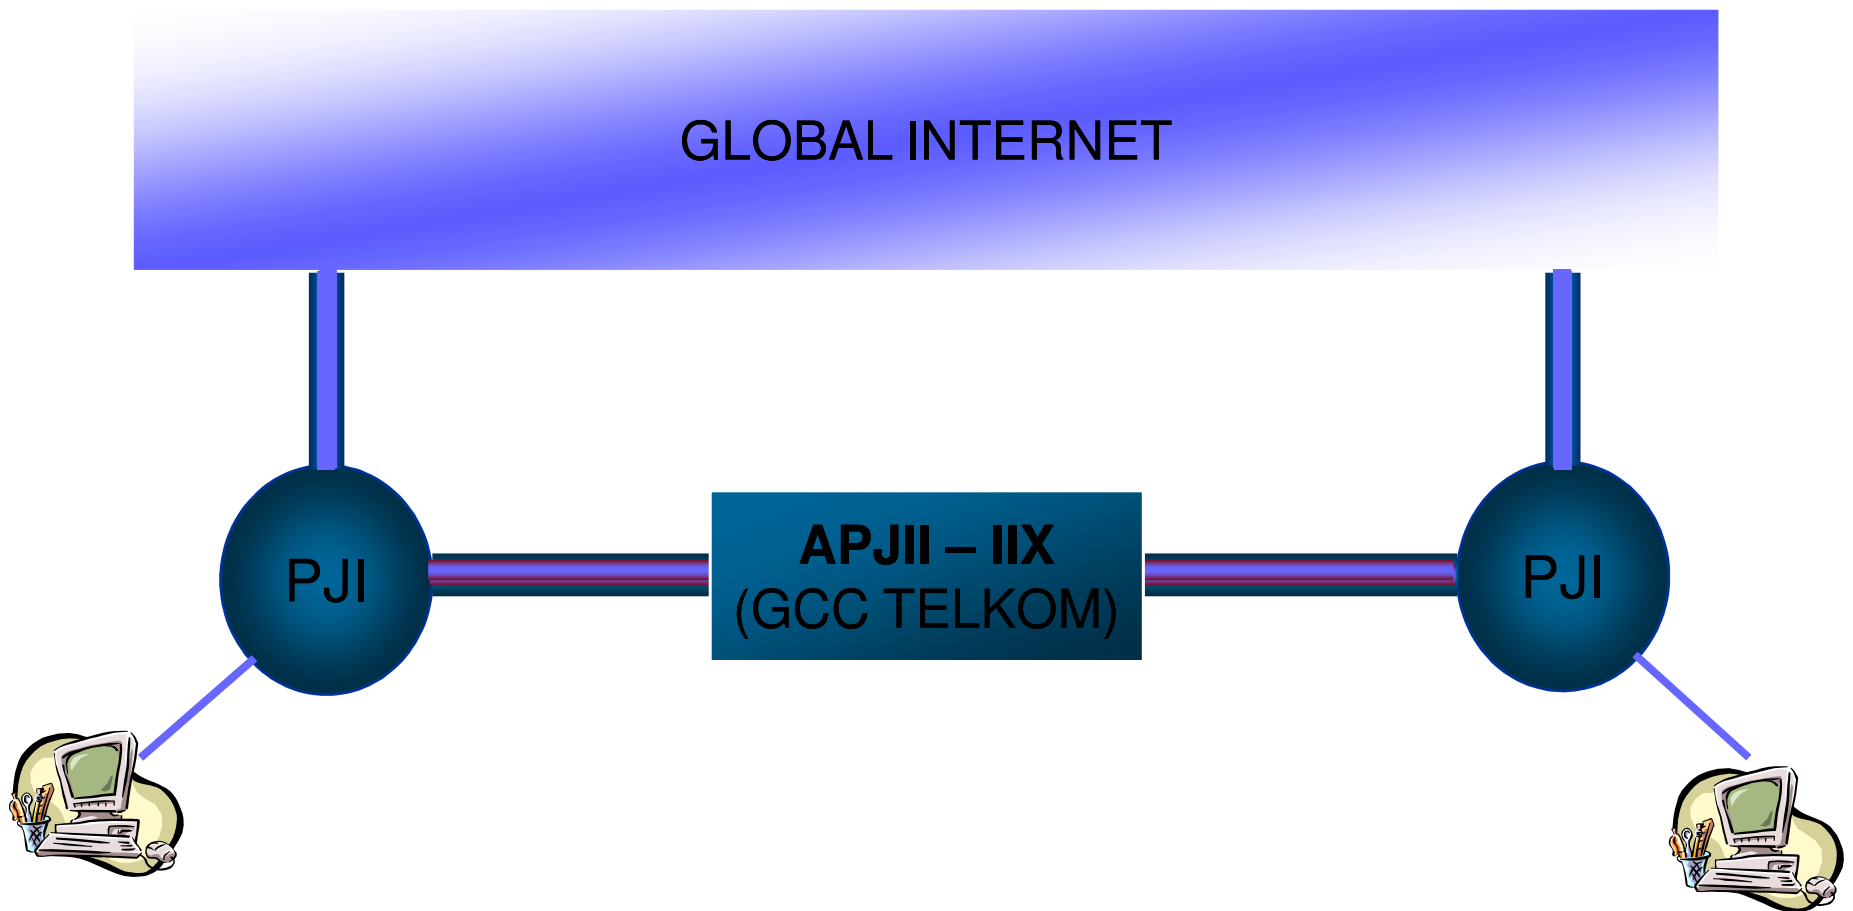 GLOBAL INTERNET
APJII – IIX
(GCC TELKOM)
PJI
PJI